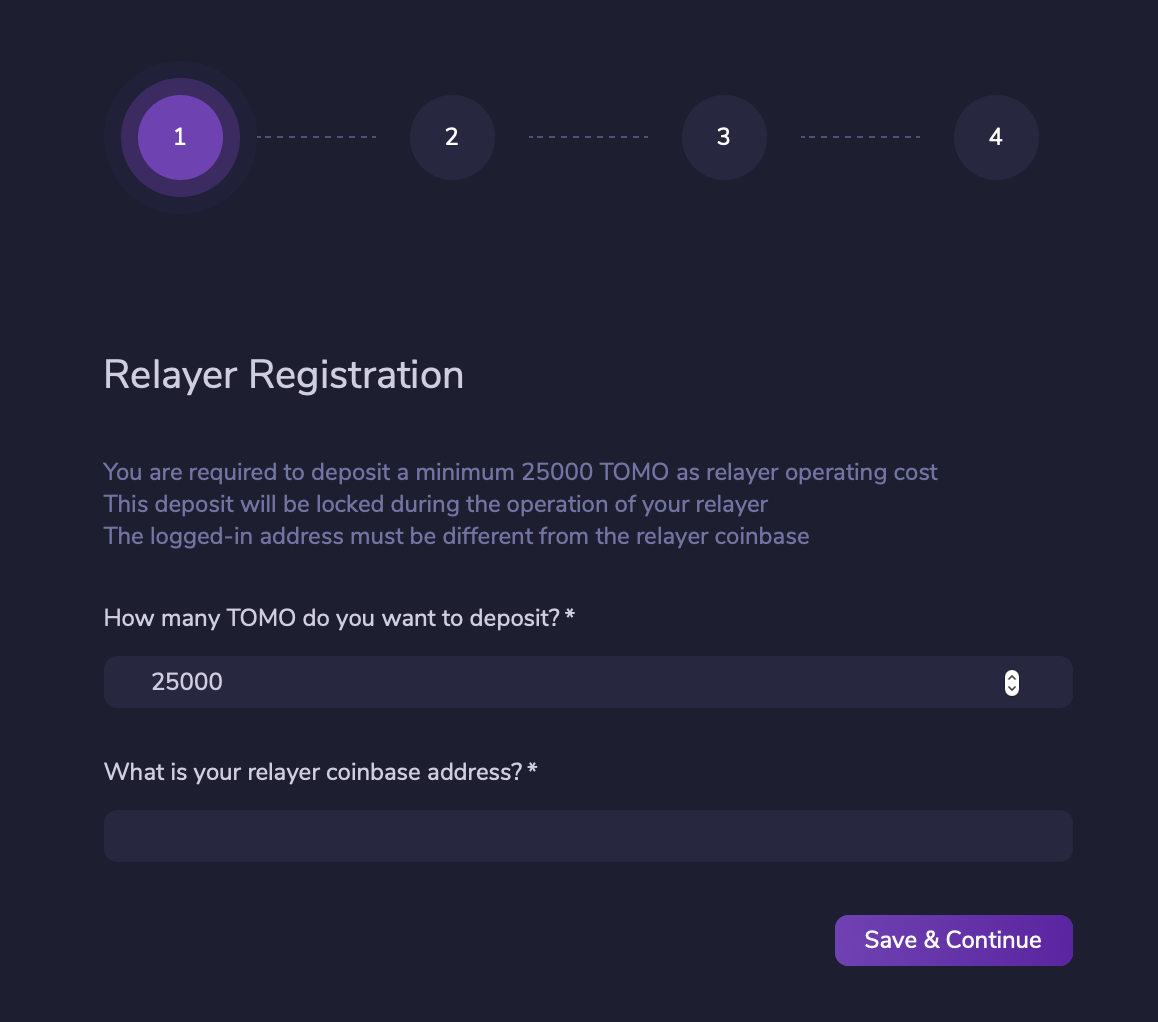 1 2 3 4
Relayer Registration
You are required to deposit a minimum 25000 TOMO as relayer operating cost
This deposit will be locked during the operation of your relayer
The logged-in address must be different from the relayer coinbase
How many TOMO do you want to deposit? *
25000
What is your relayer coinbase address? *
Save & Continue